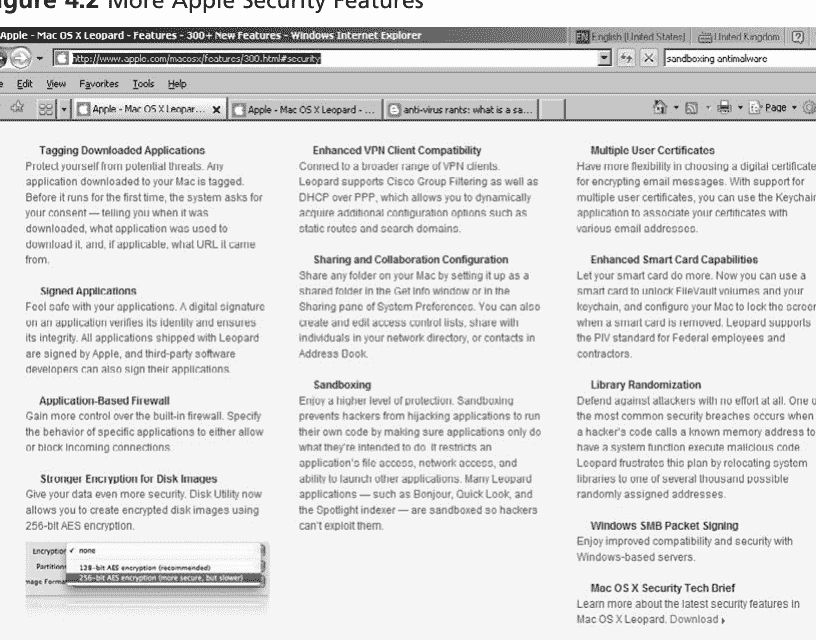 igure 4.2 More Apple Security Features
Apple - Mac OS X Leopard - Features - 300+ New Features - Windows Internet Explorer
EN English (United States) United Kingdom
http://www.apple.com/macosx/features/300.html#security
sandboxing antimalware
Edit View Favorites Tools Help
Apple - Mac OS X Leopar... Apple - Mac OS X Leopard - ... anti-virus rants: what is a sa... Page
Tagging Downloaded Applications
Protect yourself from potential threats. Any
application downloaded to your Mac is tagged.
Before it runs for the first time, the system asks for
your consent — telling you when it was
downloaded, what application was used to
download it, and, if applicable, what URL it came
from.
Signed Applications
Feel safe with your applications. A digital signature
on an application verifies its identity and ensures
its integrity. All applications shipped with Leopard
are signed by Apple, and third-party software
developers can also sign their applications.
Application-Based Firewall
Gain more control over the built-in firewall. Specify
the behavior of specific applications to either allow
or block incoming connections.
Stronger Encryption for Disk Images
Give your data even more security. Disk Utility now
allows you to create encrypted disk images using
256-bit AES encryption.
Encryption ✓ none
Partition
128-bit AES encryption (recommended)
mage Forma
256-bit AES encryption (more secure, but slower)
Enhanced VPN Client Compatibility
Connect to a broader range of VPN clients.
Leopard supports Cisco Group Filtering as well as
DHCP over PPP, which allows you to dynamically
acquire additional configuration options such as
static routes and search domains.
Sharing and Collaboration Configuration
Share any folder on your Mac by setting it up as a
shared folder in the Get Info window or in the
Sharing pane of System Preferences. You can also
create and edit access control lists, share with
individuals in your network directory, or contacts in
Address Book.
Sandboxing
Enjoy a higher level of protection. Sandboxing
prevents hackers from hijacking applications to run
their own code by making sure applications only do
what they're intended to do. It restricts an
application's file access, network access, and
ability to launch other applications. Many Leopard
applications — such as Bonjour, Quick Look, and
the Spotlight indexer — are sandboxed so hackers
can't exploit them.
Multiple User Certificates
Have more flexibility in choosing a digital certificate
for encrypting email messages. With support for
multiple user certificates, you can use the Keychain
application to associate your certificates with
various email addresses.
Enhanced Smart Card Capabilities
Let your smart card do more. Now you can use a
smart card to unlock FileVault volumes and your
keychain, and configure your Mac to lock the screen
when a smart card is removed. Leopard supports
the PIV standard for Federal employees and
contractors.
Library Randomization
Defend against attackers with no effort at all. One o
the most common security breaches occurs when
a hacker's code calls a known memory address to
have a system function execute malicious code.
Leopard frustrates this plan by relocating system
libraries to one of several thousand possible
randomly assigned addresses.
Windows SMB Packet Signing
Enjoy improved compatibility and security with
Windows-based servers.
Mac OS X Security Tech Brief
Learn more about the latest security features in
Mac OS X Leopard. Download ▸